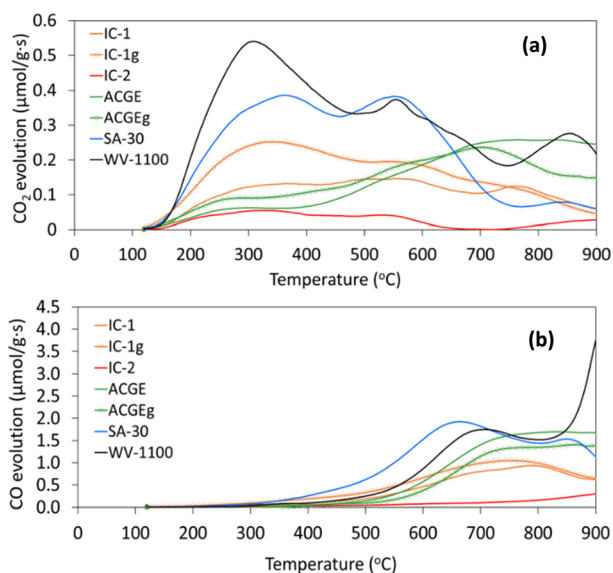 (a)
CO₂ evolution (µmol/g·s)
0.6
0.5
0.4
0.3
0.2
0.1
0
IC-1
IC-1g
IC-2
ACGE
ACGEg
SA-30
WV-1100
100 200 300 400 500 600 700 800 900
Temperature (°C)
(b)
CO evolution (µmol/g·s)
4.5
4.0
3.5
3.0
2.5
2.0
1.5
1.0
0.5
0.0
IC-1
IC-1g
IC-2
ACGE
ACGEg
SA-30
WV-1100
100 200 300 400 500 600 700 800 900
Temperature (°C)